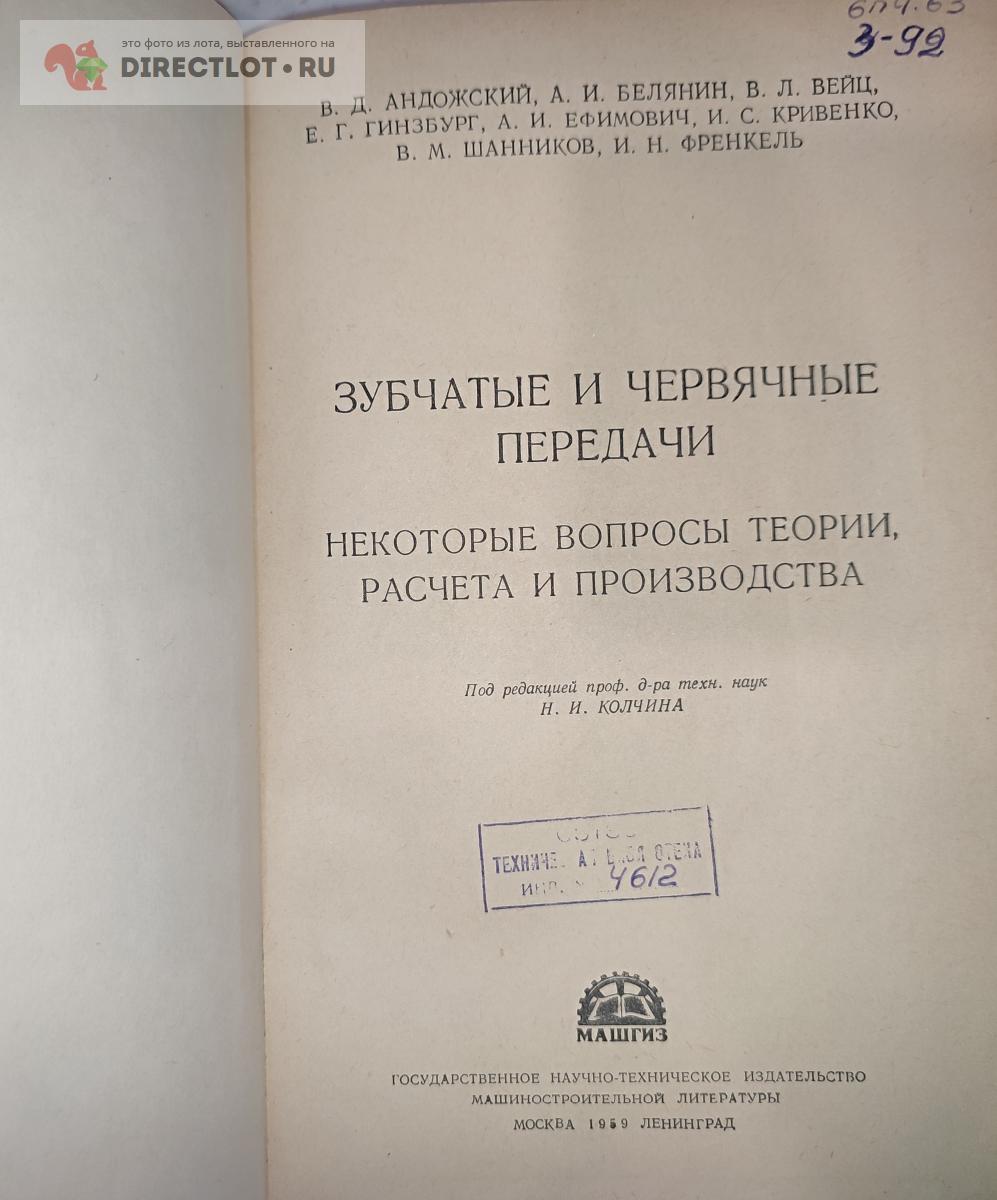 это фото из лота, выставленного на
DIRECTLOT•RU
6П4.63
З-92
В. Д. АНДОЖСКИЙ, А. И. БЕЛЯНИН, В. Л. ВЕЙЦ,
Е. Г. ГИНЗБУРГ, А. И. ЕФИМОВИЧ, И. С. КРИВЕНКО,
В. М. ШАННИКОВ, И. Н. ФРЕНКЕЛЬ
ЗУБЧАТЫЕ И ЧЕРВЯЧНЫЕ
ПЕРЕДАЧИ
НЕКОТОРЫЕ ВОПРОСЫ ТЕОРИИ,
РАСЧЕТА И ПРОИЗВОДСТВА
Под редакцией проф. д-ра техн. наук
Н. И. КОЛЧИНА
4612
МАШГИЗ
ГОСУДАРСТВЕННОЕ НАУЧНО-ТЕХНИЧЕСКОЕ ИЗДАТЕЛЬСТВО
МАШИНОСТРОИТЕЛЬНОЙ ЛИТЕРАТУРЫ
МОСКВА 1959 ЛЕНИНГРАД